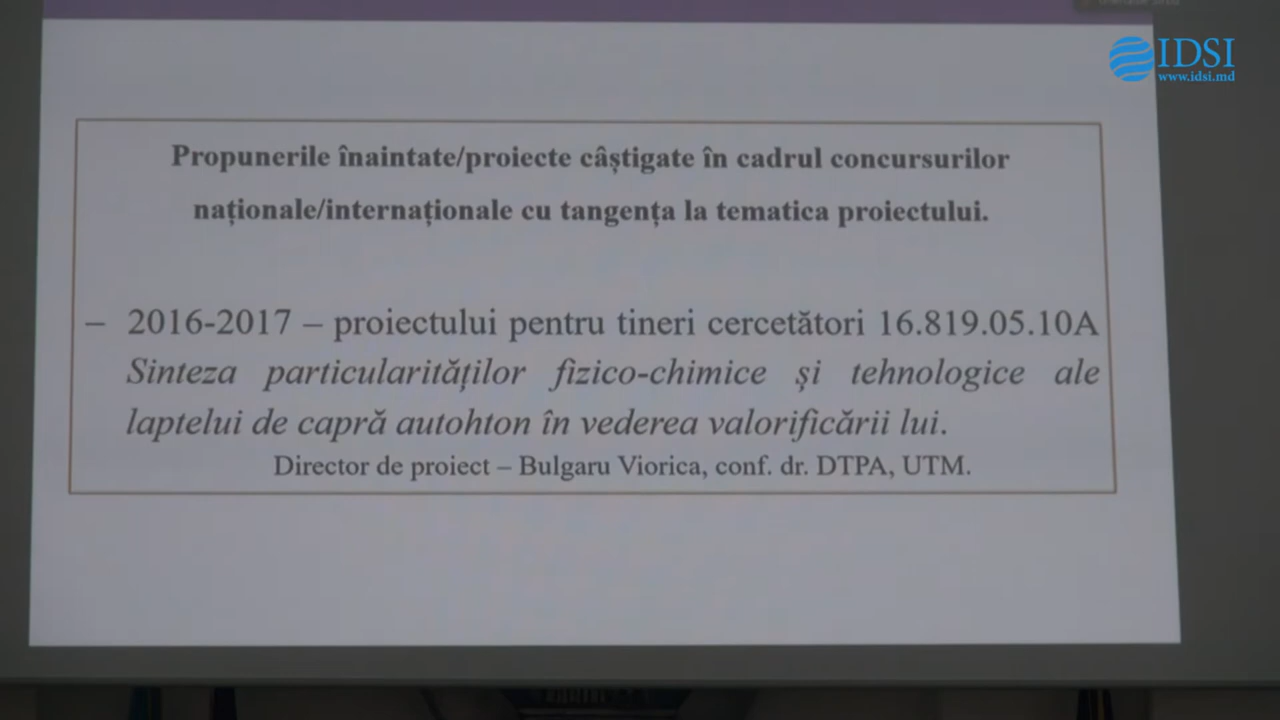 IDSI
www.idsi.md
Propunerile înaintate/proiecte câștigate în cadrul concursurilor
naționale/internaționale cu tangența la tematica proiectului.
– 2016-2017 – proiectului pentru tineri cercetători 16.819.05.10A
Sinteza particularităților fizico-chimice și tehnologice ale
laptelui de capră autohton în vederea valorificării lui.
Director de proiect – Bulgaru Viorica, conf. dr. DTPA, UTM.